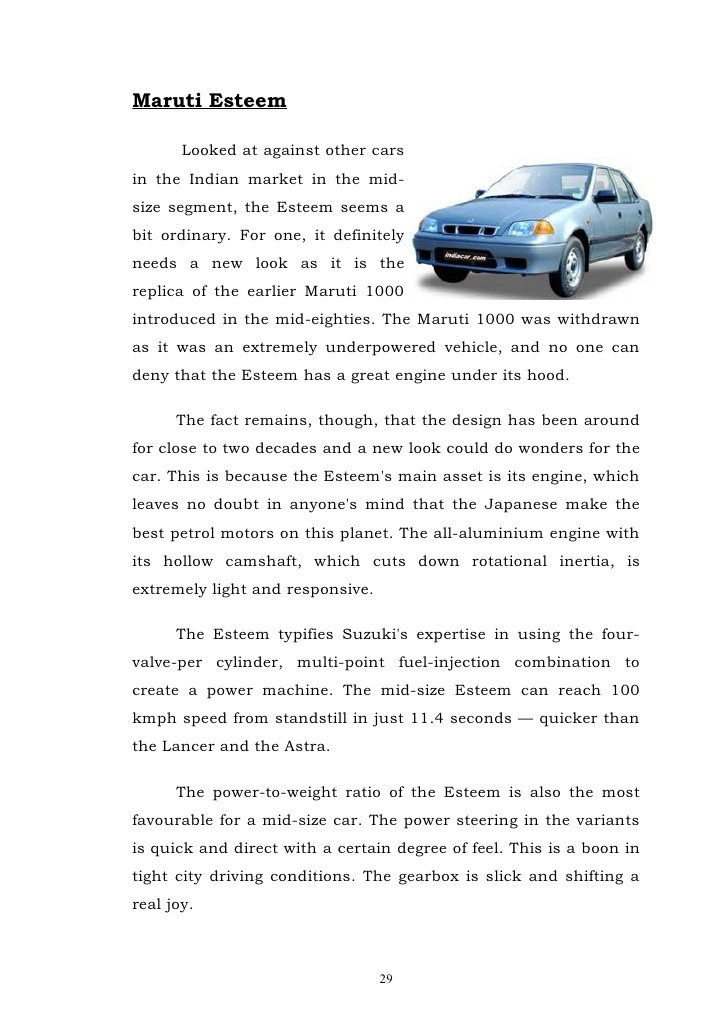 Maruti Esteem
Looked at against other cars
in the Indian market in the mid-
size segment, the Esteem seems a
bit ordinary. For one, it definitely
needs a new look as it is the
replica of the earlier Maruti 1000
indiacar.com
introduced in the mid-eighties. The Maruti 1000 was withdrawn
as it was an extremely underpowered vehicle, and no one can
deny that the Esteem has a great engine under its hood.
The fact remains, though, that the design has been around
for close to two decades and a new look could do wonders for the
car. This is because the Esteem's main asset is its engine, which
leaves no doubt in anyone's mind that the Japanese make the
best petrol motors on this planet. The all-aluminium engine with
its hollow camshaft, which cuts down rotational inertia, is
extremely light and responsive.
The Esteem typifies Suzuki's expertise in using the four-
valve-per cylinder, multi-point fuel-injection combination to
create a power machine. The mid-size Esteem can reach 100
kmph speed from standstill in just 11.4 seconds — quicker than
the Lancer and the Astra.
The power-to-weight ratio of the Esteem is also the most
favourable for a mid-size car. The power steering in the variants
is quick and direct with a certain degree of feel. This is a boon in
tight city driving conditions. The gearbox is slick and shifting a
real joy.
29